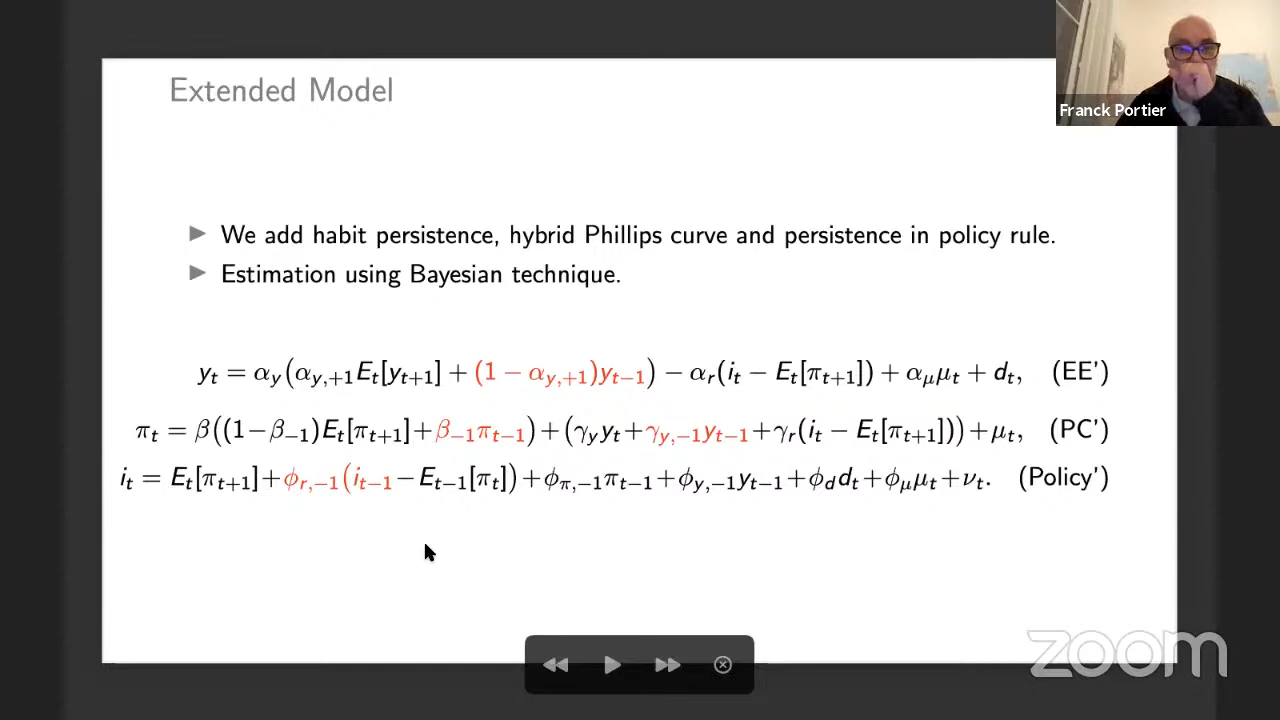 Extended Model
Franck Portier
▶ We add habit persistence, hybrid Phillips curve and persistence in policy rule.
▶ Estimation using Bayesian technique.
y_t = α_y(α_{y,+1}E_t[y_{t+1}] + (1 − α_{y,+1})y_{t−1}) − α_r(i_t − E_t[π_{t+1}]) + α_μμ_t + d_t, (EE')
π_t = β((1−β_{−1})E_t[π_{t+1}]+β_{−1}π_{t−1})+(γ_yy_t+γ_{y,−1}y_{t−1}+γ_r(i_t − E_t[π_{t+1}]))+μ_t, (PC')
i_t = E_t[π_{t+1}]+ϕ_{r,−1}(i_{t−1}−E_{t−1}[π_t])+ϕ_{π,−1}π_{t−1}+ϕ_{y,−1}y_{t−1}+ϕ_dd_t+ϕ_μμ_t+ν_t. (Policy')
zoom